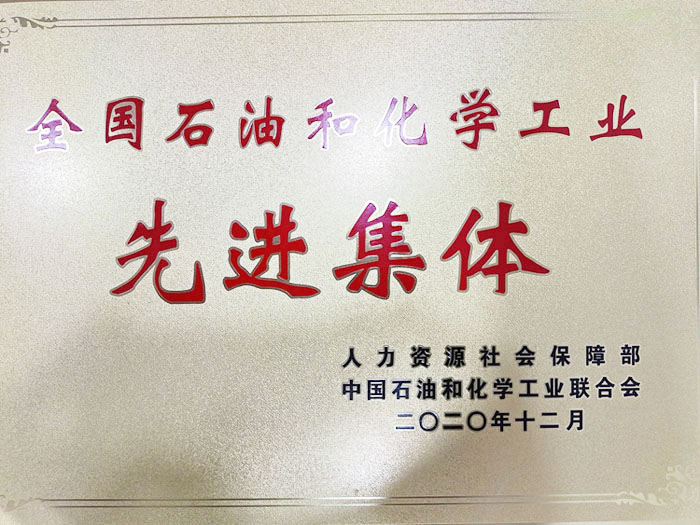 全国石油和化学工业
先进集体
人力资源社会保障部
中国石油和化学工业联合会
二〇二〇年十二月